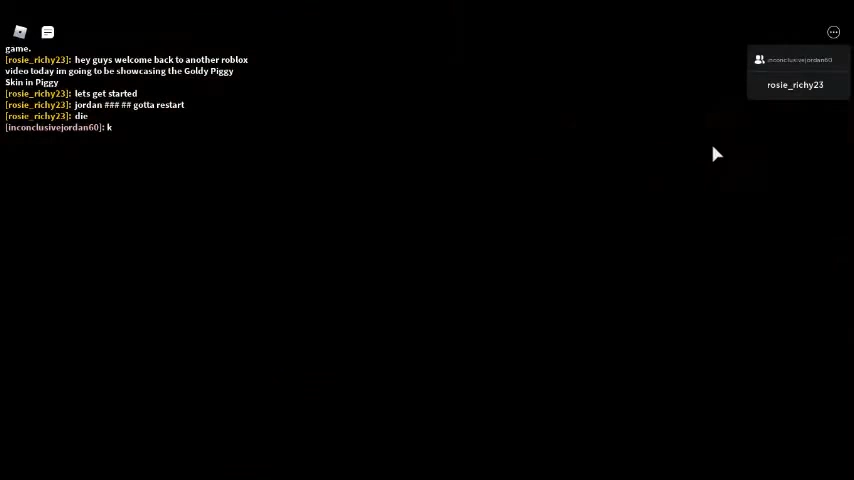 game.
[rosie_richy23]: hey guys welcome back to another roblox
video today im going to be showcasing the Goldy Piggy
Skin in Piggy
[rosie_richy23]: lets get started
[rosie_richy23]: jordan ### ## gotta restart
[rosie_richy23]: die
[inconclusivejordan60]: k
inconclusivejordan60
rosie_richy23